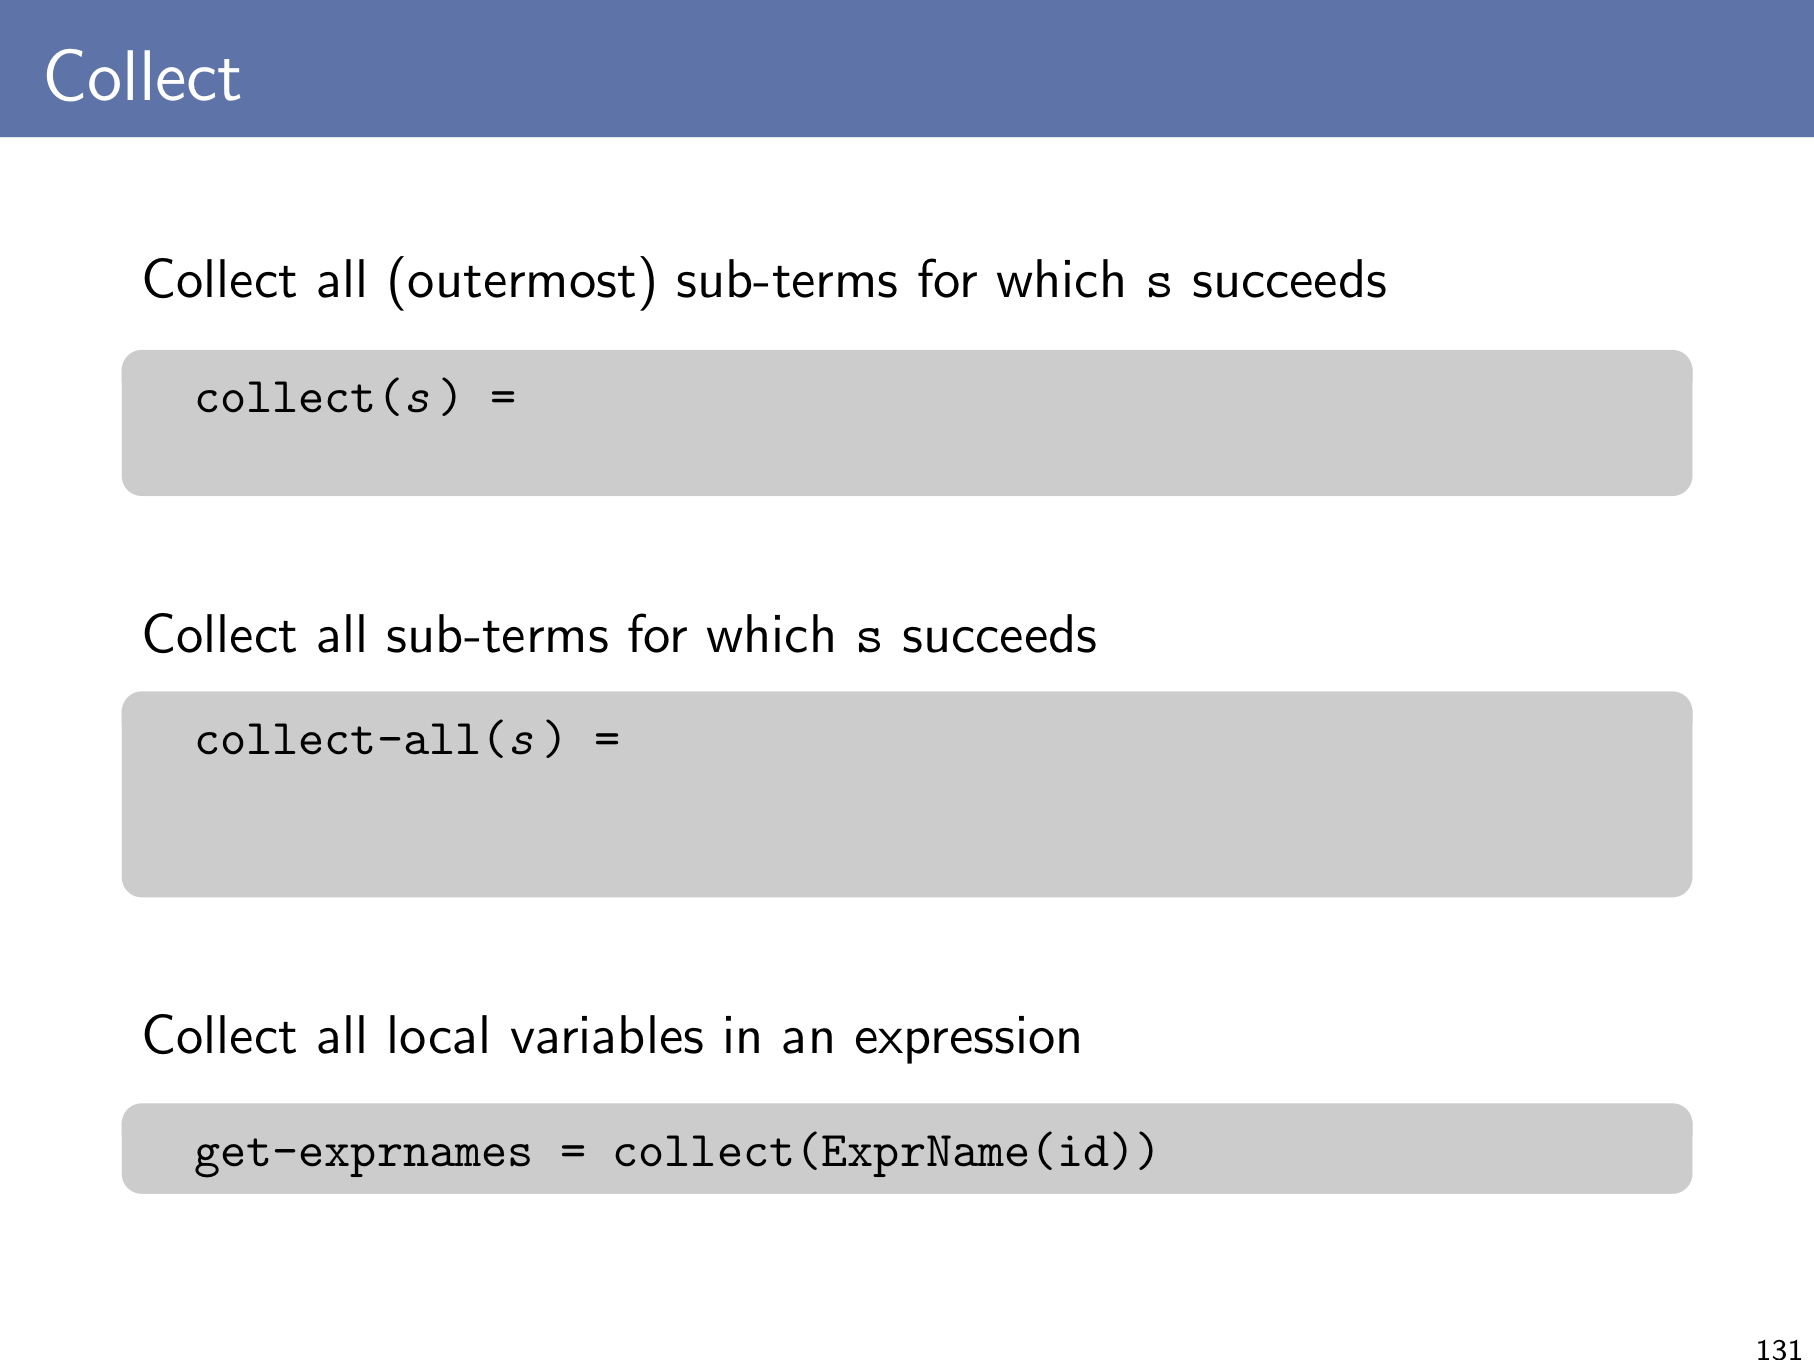 Collect
Collect all (outermost) sub-terms for which s succeeds
collect(s) =
Collect all sub-terms for which s succeeds
collect-all(s) =
Collect all local variables in an expression
get-exprnames = collect(ExprName(id))
131